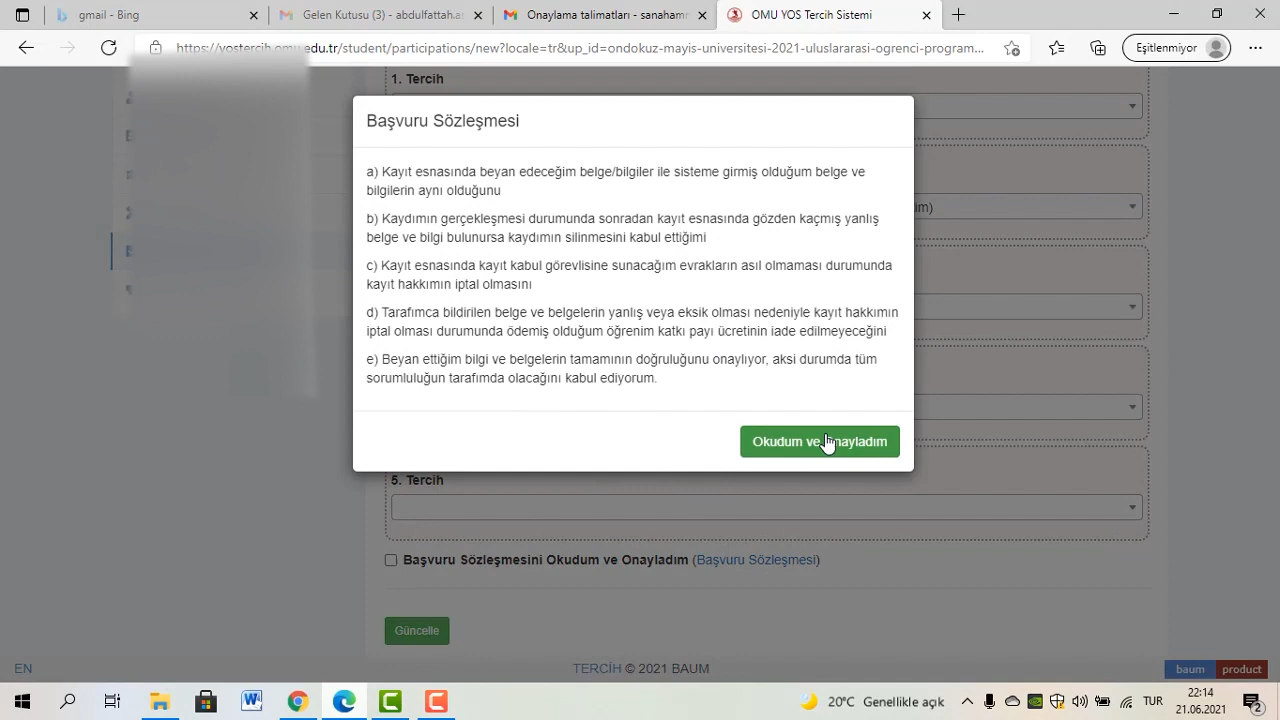 gmail - Bing
Gelen Kutusu (3) - abdulfattah.as
Onaylama talimatları - sanaham
OMU YOS Tercih Sistemi
https://yostercih.omu.edu.tr/student/participations/new?locale=tr&up_id=ondokuz-mayis-universitesi-2021-uluslararasi-ogrenci-program...
Eşitlenmiyor
1. Tercih
Başvuru Sözleşmesi
a) Kayıt esnasında beyan edeceğim belge/bilgiler ile sisteme girmiş olduğum belge ve
bilgilerin aynı olduğunu
b) Kaydımın gerçekleşmesi durumunda sonradan kayıt esnasında gözden kaçmış yanlış
belge ve bilgi bulunursa kaydımın silinmesini kabul ettiğimi
c) Kayıt esnasında kayıt kabul görevlisine sunacağım evrakların asıl olmaması durumunda
kayıt hakkımın iptal olmasını
d) Tarafımca bildirilen belge ve belgelerin yanlış veya eksik olması nedeniyle kayıt hakkımın
iptal olması durumunda ödemiş olduğum öğrenim katkı payı ücretinin iade edilmeyeceğini
e) Beyan ettiğim bilgi ve belgelerin tamamının doğruluğunu onaylıyor, aksi durumda tüm
sorumluluğun tarafımda olacağını kabul ediyorum.
Okudum ve Onayladım
5. Tercih
Başvuru Sözleşmesini Okudum ve Onayladım (Başvuru Sözleşmesi)
Güncelle
EN
TERCİH © 2021 BAUM
baum product
20°C Genellikle açık
TUR
22:14
21.06.2021
2